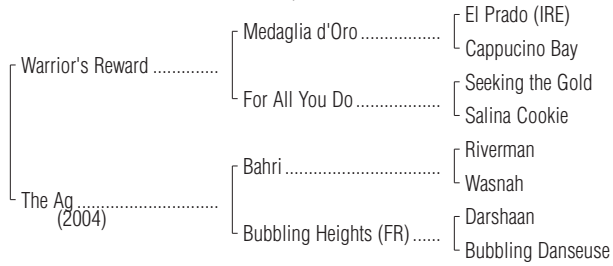 El Prado (IRE)
Medaglia d'Oro .................
Cappucino Bay
Warrior's Reward ..............
Seeking the Gold
For All You Do ..................
Salina Cookie
Riverman
Bahri .................................
Wasnah
The Ag ..............................
(2004)
Darshaan
Bubbling Heights (FR) ......
Bubbling Danseuse